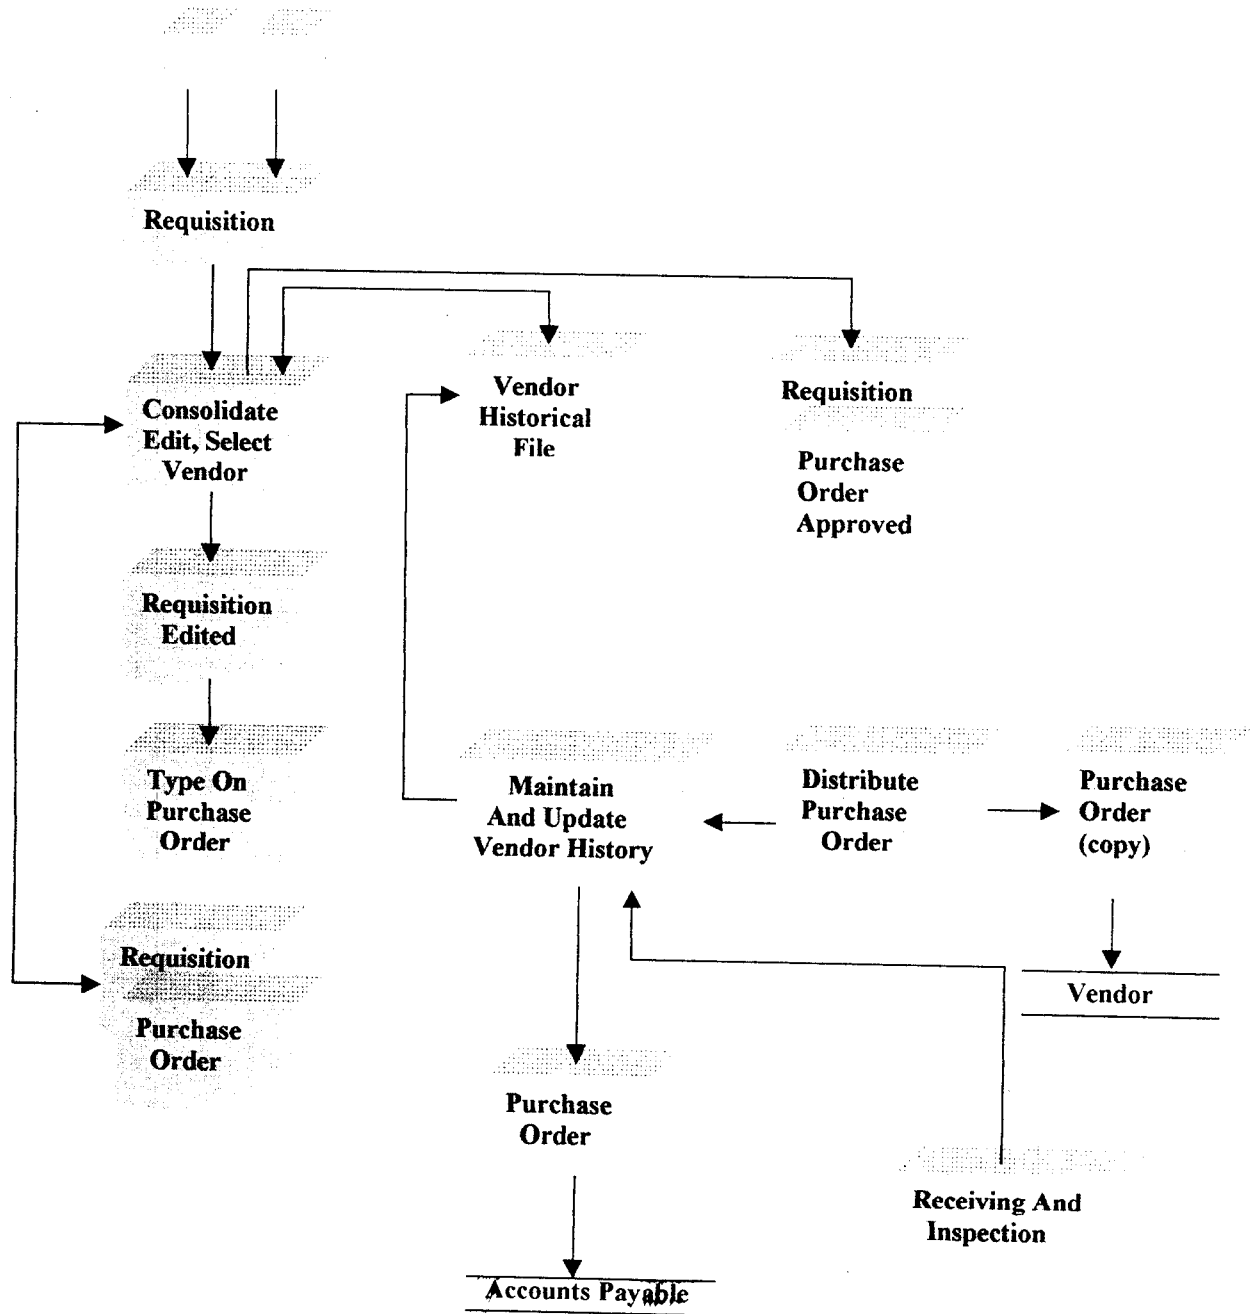 Requisition
Consolidate
Edit, Select
Vendor
Vendor
Historical
File
Requisition
Purchase
Order
Approved
Requisition
Edited
Type On
Purchase
Order
Maintain
And Update
Vendor History
Distribute
Purchase
Order
Purchase
Order
(copy)
Requisition
Purchase
Order
Vendor
Purchase
Order
Receiving And
Inspection
Accounts Payable